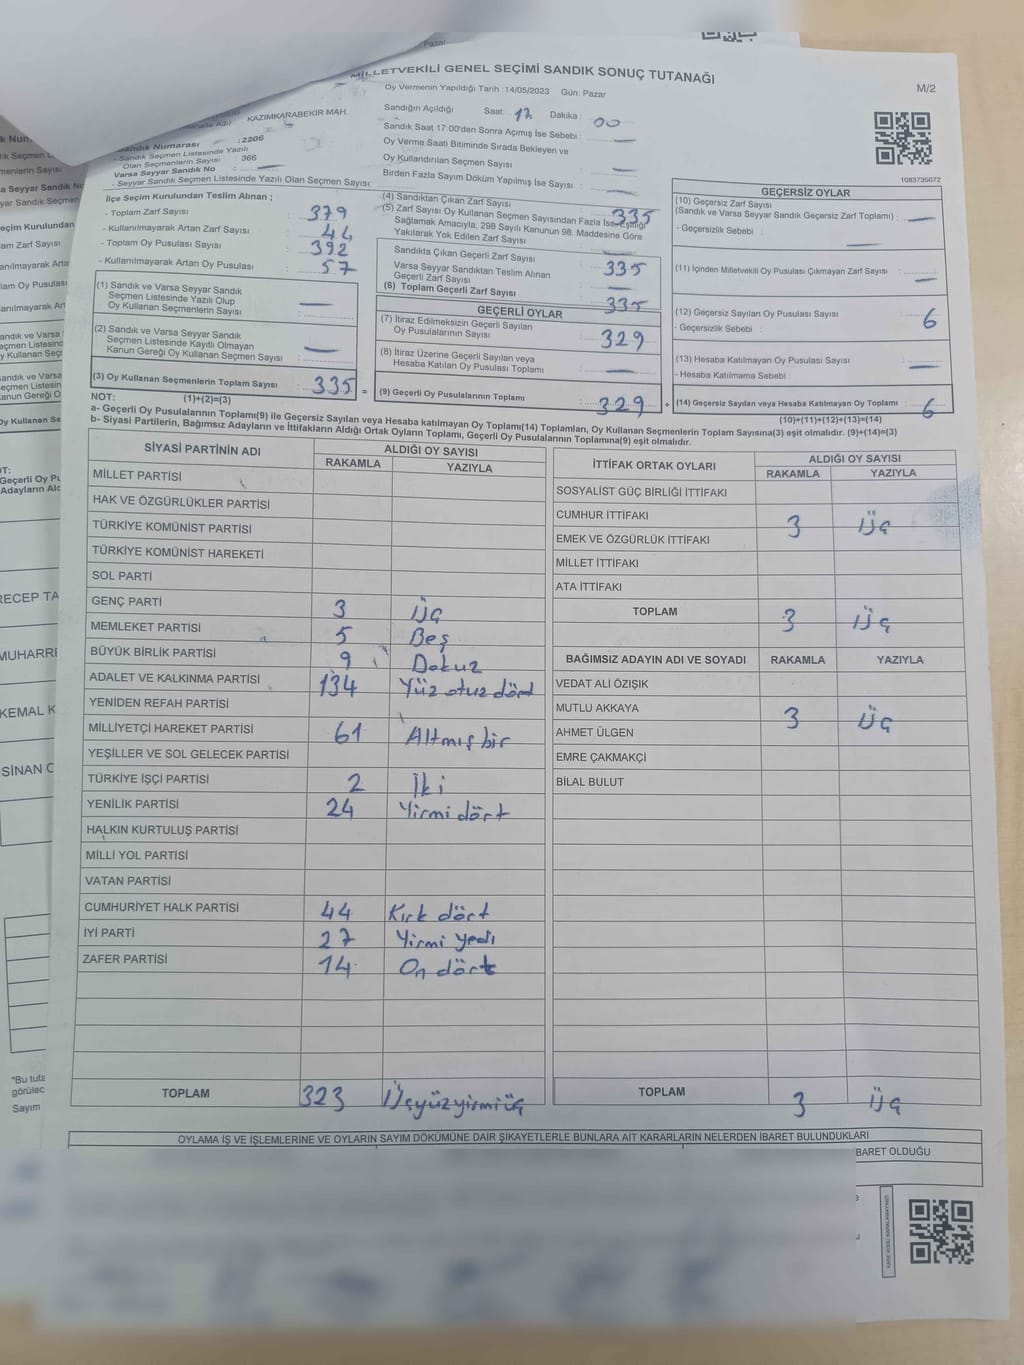 Pazar
MİLLETVEKİLİ GENEL SEÇİMİ SANDIK SONUÇ TUTANAĞI
M/2
Oy Vermenin Yapıldığı Tarih 14/05/2023 Gün: Pazar
KAZIMKARABEKİR MAH.
Sandık Numarası :2206
- Sandık Seçmen Listesinde Yazılı
Olan Seçmenlerin Sayısı : 366
Varsa Seyyar Sandık No
- Seyyar Sandık Seçmen Listesinde Yazılı Olan Seçmen Sayısı:
Sandığın Açıldığı Saat: 17 Dakika 00
Sandık Saat 17.00'den Sonra Açımış İse Sebebi :
Oy Verme Saati Bitiminde Sırada Bekleyen ve
Oy Kullandırılan Seçmen Sayısı
Birden Fazla Sayım Döküm Yapılmış İse Sayısı :
1083735072
İlçe Seçim Kurulundan Teslim Alınan ;
- Toplam Zarf Sayısı : 379
- Kullanılmayarak Artan Zarf Sayısı : 44
- Toplam Oy Pusulası Sayısı : 392
- Kullanılmayarak Artan Oy Pusulası : 57
(1) Sandık ve Varsa Seyyar Sandık
Seçmen Listesinde Yazılı Olup
Oy Kullanan Seçmenlerin Sayısı : —
(2) Sandık ve Varsa Seyyar Sandık
Seçmen Listesinde Kayıtlı Olmayan
Kanun Gereği Oy Kullanan Seçmen Sayısı : —
(3) Oy Kullanan Seçmenlerin Toplam Sayısı : 335 =
NOT: (1)+(2)=(3)
(4) Sandıktan Çıkan Zarf Sayısı : 335
(5) Zarf Sayısı Oy Kullanan Seçmen Sayısından Fazla İse Eşitliği
Sağlamak Amacıyla; 298 Sayılı Kanunun 98. Maddesine Göre
Yakılarak Yok Edilen Zarf Sayısı : —
Sandıkta Çıkan Geçerli Zarf Sayısı : 335
Varsa Seyyar Sandıktan Teslim Alınan
Geçerli Zarf Sayısı : —
(6) Toplam Geçerli Zarf Sayısı : 335
GEÇERLİ OYLAR
(7) İtiraz Edilmeksizin Geçerli Sayılan
Oy Pusulalarının Sayısı : 329
(8) İtiraz Üzerine Geçerli Sayılan veya
Hesaba Katılan Oy Pusulası Toplamı : —
(9) Geçerli Oy Pusulalarının Toplamı : 329 +
GEÇERSİZ OYLAR
(10) Geçersiz Zarf Sayısı
(Sandık ve Varsa Seyyar Sandık Geçersiz Zarf Toplamı) : —
- Geçersizlik Sebebi : —
(11) İçinden Milletvekili Oy Pusulası Çıkmayan Zarf Sayısı : —
(12) Geçersiz Sayılan Oy Pusulası Sayısı : 6
- Geçersizlik Sebebi :
(13) Hesaba Katılmayan Oy Pusulası Sayısı : —
- Hesaba Katılmama Sebebi :
(14) Geçersiz Sayılan veya Hesaba Katılmayan Oy Toplamı : 6
(10)+(11)+(12)+(13)=(14)
a- Geçerli Oy Pusulalarının Toplamı(9) ile Geçersiz Sayılan veya Hesaba katılmayan Oy Toplamı(14) Toplamları, Oy Kullanan Seçmenlerin Toplam Sayısına(3) eşit olmalıdır. (9)+(14)=(3)
b- Siyasi Partilerin, Bağımsız Adayların ve İttifakların Aldığı Ortak Oyların Toplamı, Geçerli Oy Pusulalarının Toplamına(9) eşit olmalıdır.
SİYASİ PARTİNİN ADI ALDIĞI OY SAYISI
RAKAMLA YAZIYLA
MİLLET PARTİSİ
HAK VE ÖZGÜRLÜKLER PARTİSİ
TÜRKİYE KOMÜNİST PARTİSİ
TÜRKİYE KOMÜNİST HAREKETİ
SOL PARTİ
GENÇ PARTİ 3 Üç
MEMLEKET PARTİSİ 5 Beş
BÜYÜK BİRLİK PARTİSİ 9 Dokuz
ADALET VE KALKINMA PARTİSİ 134 Yüz otuz dört
YENİDEN REFAH PARTİSİ
MİLLİYETÇİ HAREKET PARTİSİ 61 Altmış bir
YEŞİLLER VE SOL GELECEK PARTİSİ
TÜRKİYE İŞÇİ PARTİSİ 2 İki
YENİLİK PARTİSİ 24 Yirmi dört
HALKIN KURTULUŞ PARTİSİ
MİLLİ YOL PARTİSİ
VATAN PARTİSİ
CUMHURİYET HALK PARTİSİ 44 Kırk dört
İYİ PARTİ 27 Yirmi yedi
ZAFER PARTİSİ 14 On dört
TOPLAM 323 Üçyüzyirmiüç
İTTİFAK ORTAK OYLARI ALDIĞI OY SAYISI
RAKAMLA YAZIYLA
SOSYALİST GÜÇ BİRLİĞİ İTTİFAKI
CUMHUR İTTİFAKI 3 Üç
EMEK VE ÖZGÜRLÜK İTTİFAKI
MİLLET İTTİFAKI
ATA İTTİFAKI
TOPLAM 3 Üç
BAĞIMSIZ ADAYIN ADI VE SOYADI RAKAMLA YAZIYLA
VEDAT ALİ ÖZIŞIK
MUTLU AKKAYA 3 Üç
AHMET ÜLGEN
EMRE ÇAKMAKÇİ
BİLAL BULUT
TOPLAM 3 Üç
OYLAMA İŞ VE İŞLEMLERİNE VE OYLARIN SAYIM DÖKÜMÜNE DAİR ŞİKAYETLERLE BUNLARA AİT KARARLARIN NELERDEN İBARET BULUNDUKLARI
BARET OLDUĞU
RECEP TA
MUHARRE
KEMAL K
SİNAN O
"Bu tuta
görülec
Sayım